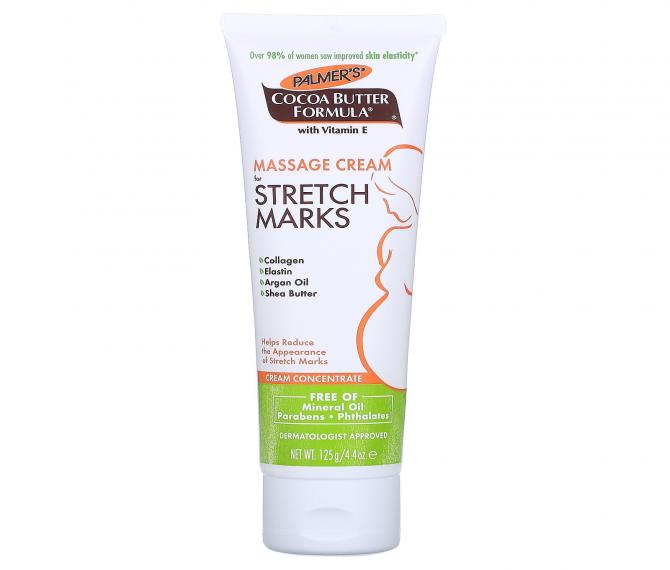 Over 98% of women saw improved skin elasticity*
PALMER'S®
COCOA BUTTER
FORMULA®
with Vitamin E
MASSAGE CREAM
for
STRETCH
MARKS
Collagen
Elastin
Argan Oil
Shea Butter
Helps Reduce
the Appearance
of Stretch Marks
CREAM CONCENTRATE
FREE OF
Mineral Oil
Parabens • Phthalates
DERMATOLOGIST APPROVED
NET WT. 125g/4.4oz. ℮